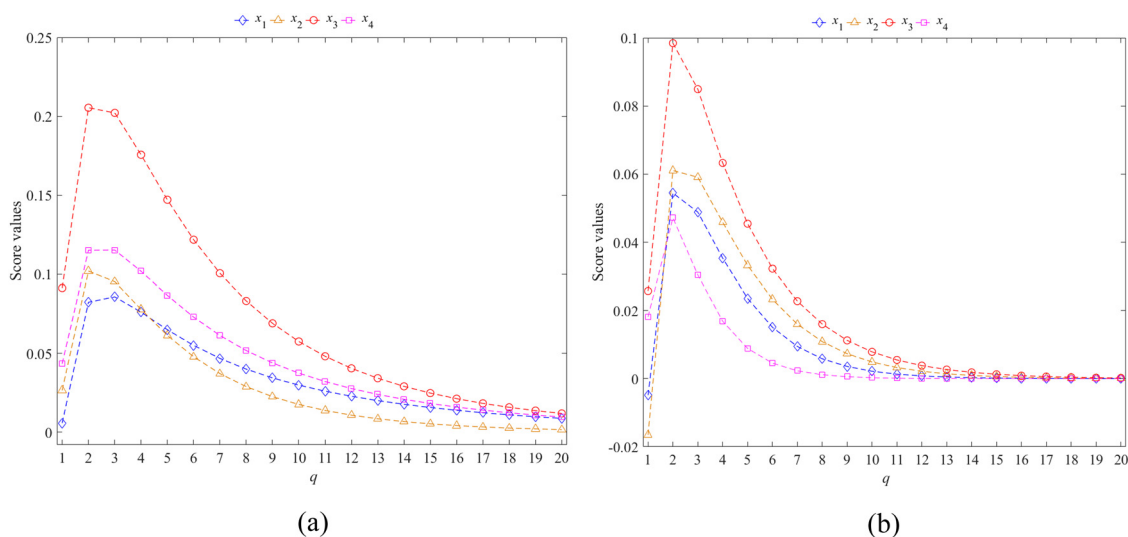 x1 x2 x3 x4
0.25
0.2
0.15
0.1
0.05
0
Score values
1 2 3 4 5 6 7 8 9 10 11 12 13 14 15 16 17 18 19 20
q
(a)
x1 x2 x3 x4
0.1
0.08
0.06
0.04
0.02
0
-0.02
Score values
1 2 3 4 5 6 7 8 9 10 11 12 13 14 15 16 17 18 19 20
q
(b)